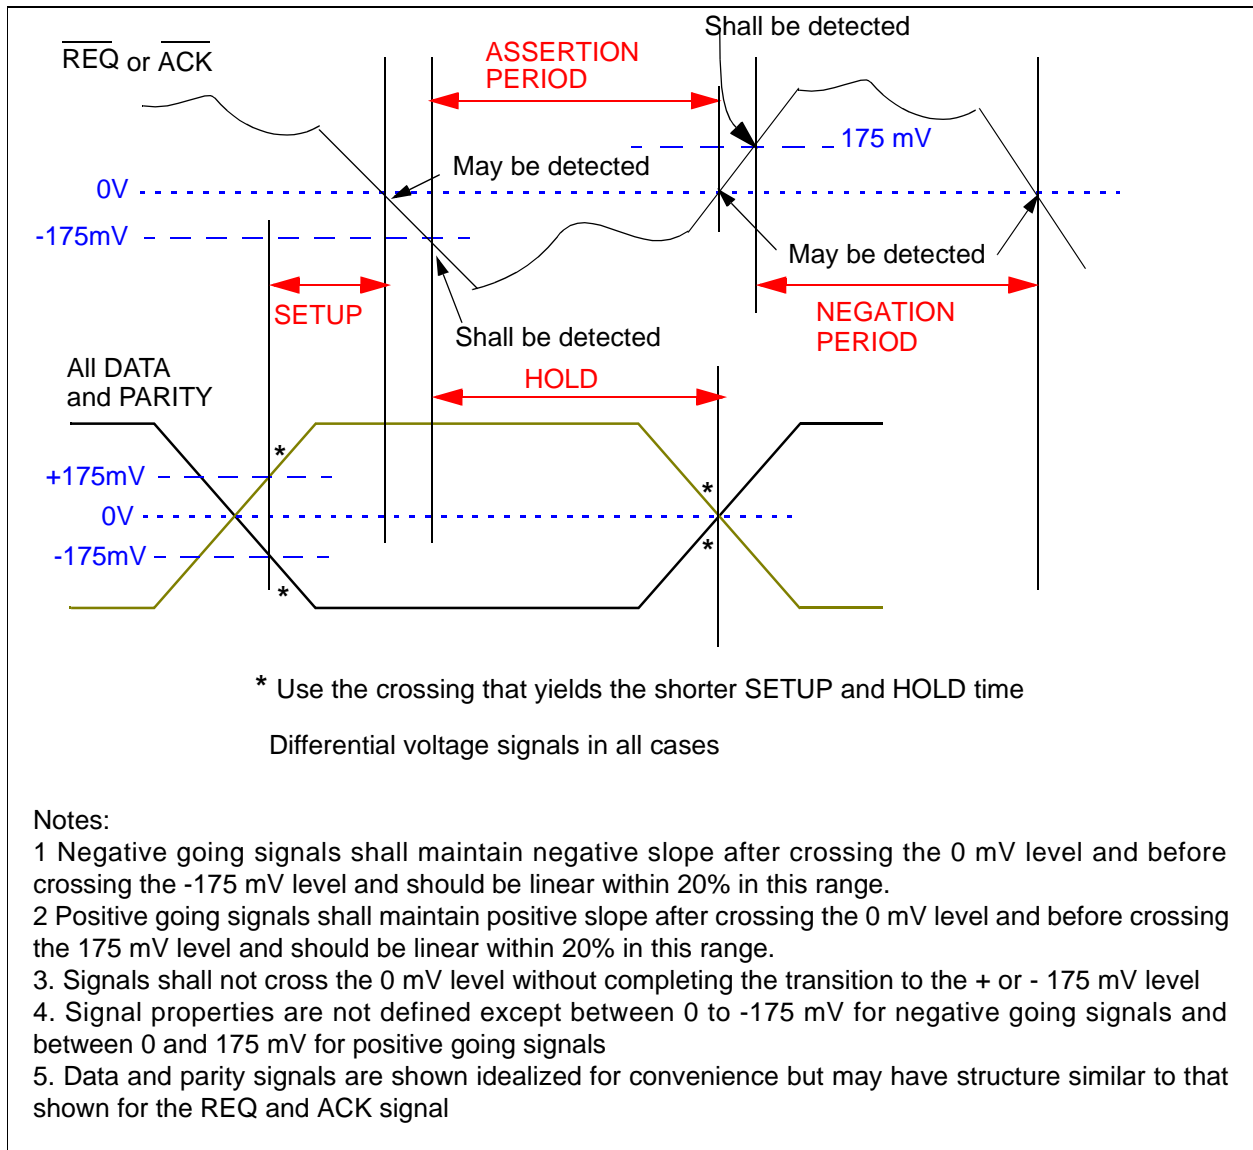 Shall be detected
REQ or ACK
ASSERTION
PERIOD
175 mV
May be detected
0V
-175mV
May be detected
SETUP
NEGATION
PERIOD
Shall be detected
All DATA
and PARITY
HOLD
*
+175mV
*
0V
*
-175mV
*
* Use the crossing that yields the shorter SETUP and HOLD time
Differential voltage signals in all cases
Notes:
1 Negative going signals shall maintain negative slope after crossing the 0 mV level and before
crossing the -175 mV level and should be linear within 20% in this range.
2 Positive going signals shall maintain positive slope after crossing the 0 mV level and before crossing
the 175 mV level and should be linear within 20% in this range.
3. Signals shall not cross the 0 mV level without completing the transition to the + or - 175 mV level
4. Signal properties are not defined except between 0 to -175 mV for negative going signals and
between 0 and 175 mV for positive going signals
5. Data and parity signals are shown idealized for convenience but may have structure similar to that
shown for the REQ and ACK signal